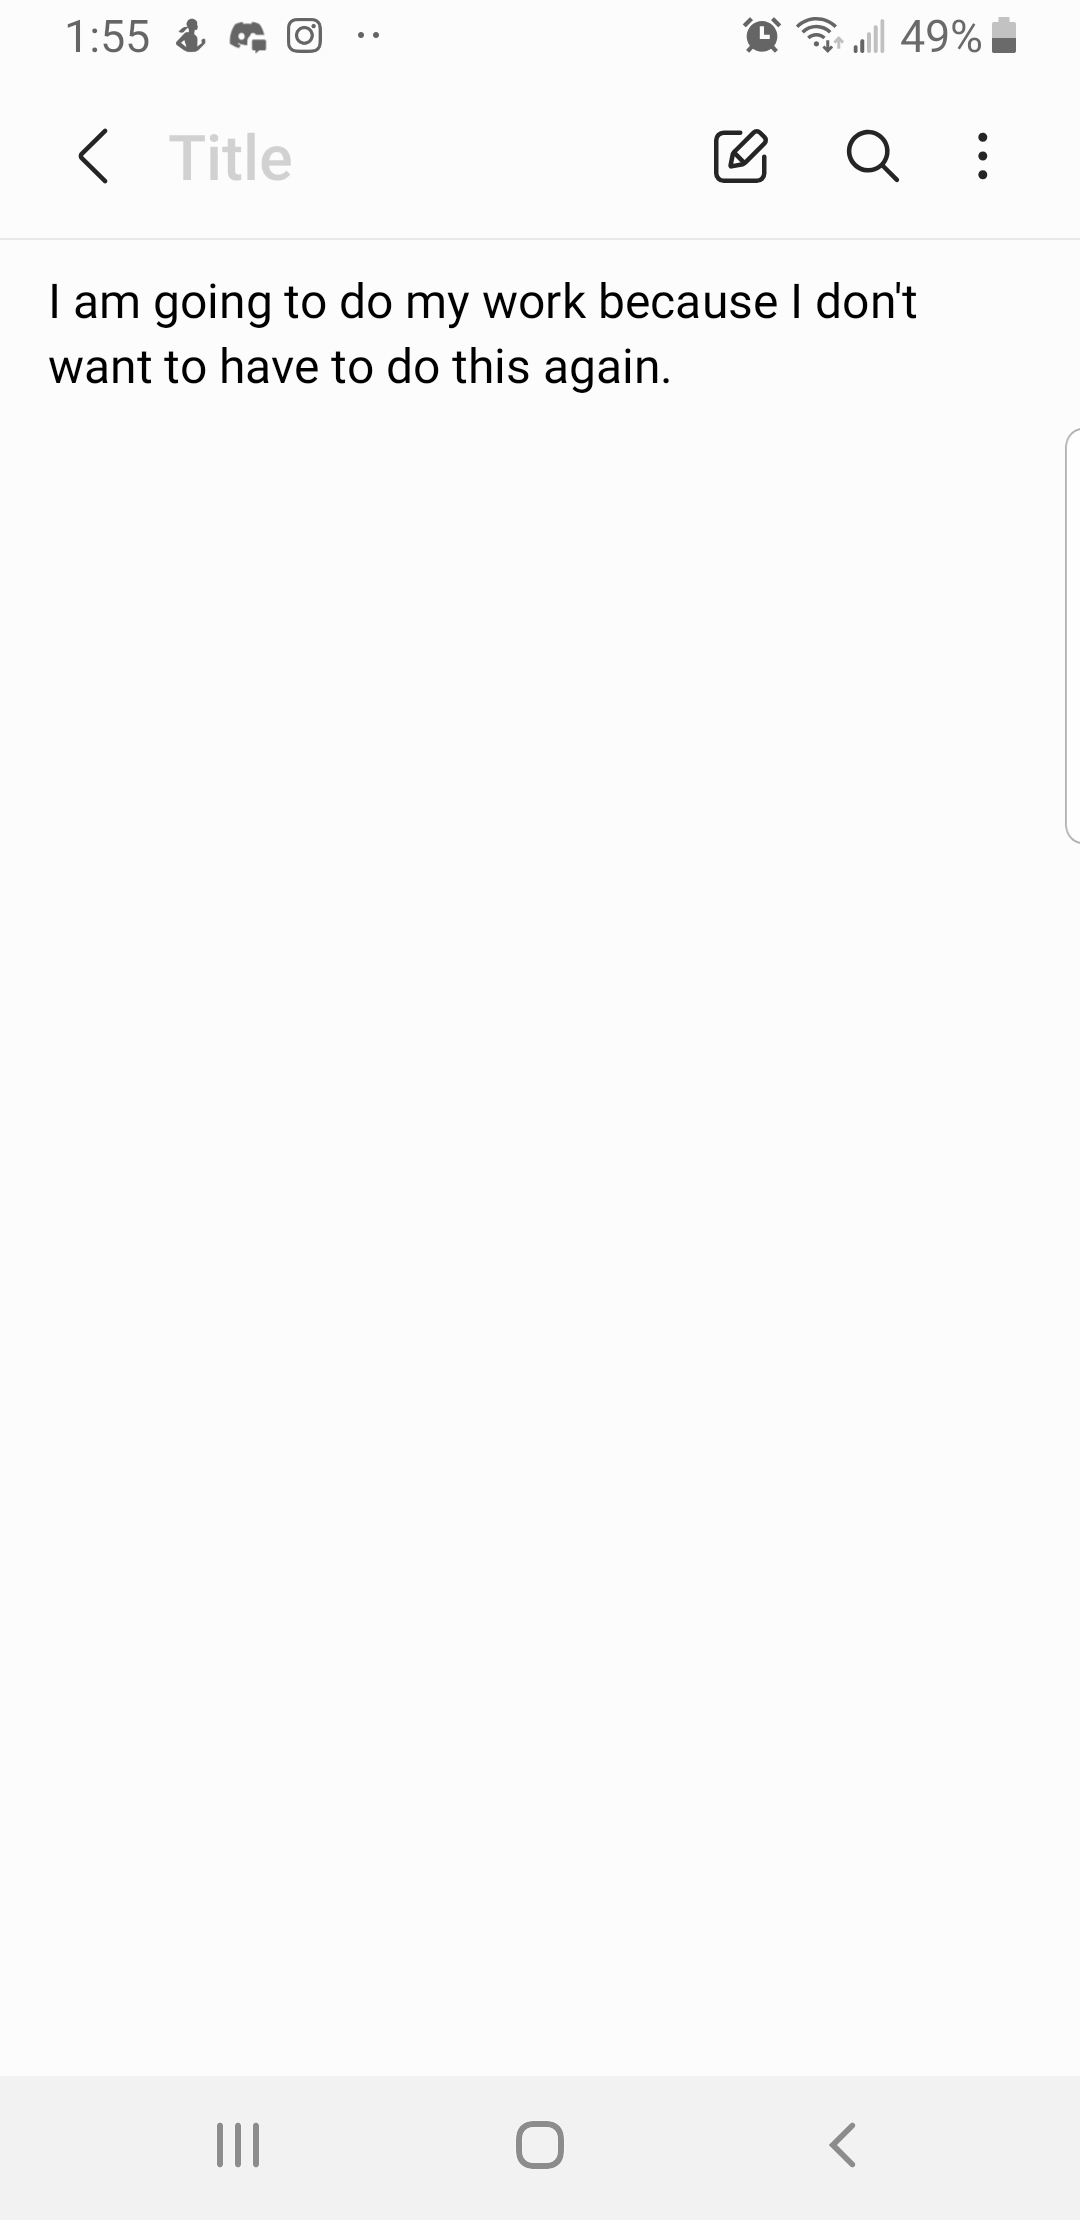 1:55
49%
Title
I am going to do my work because I don't
want to have to do this again.